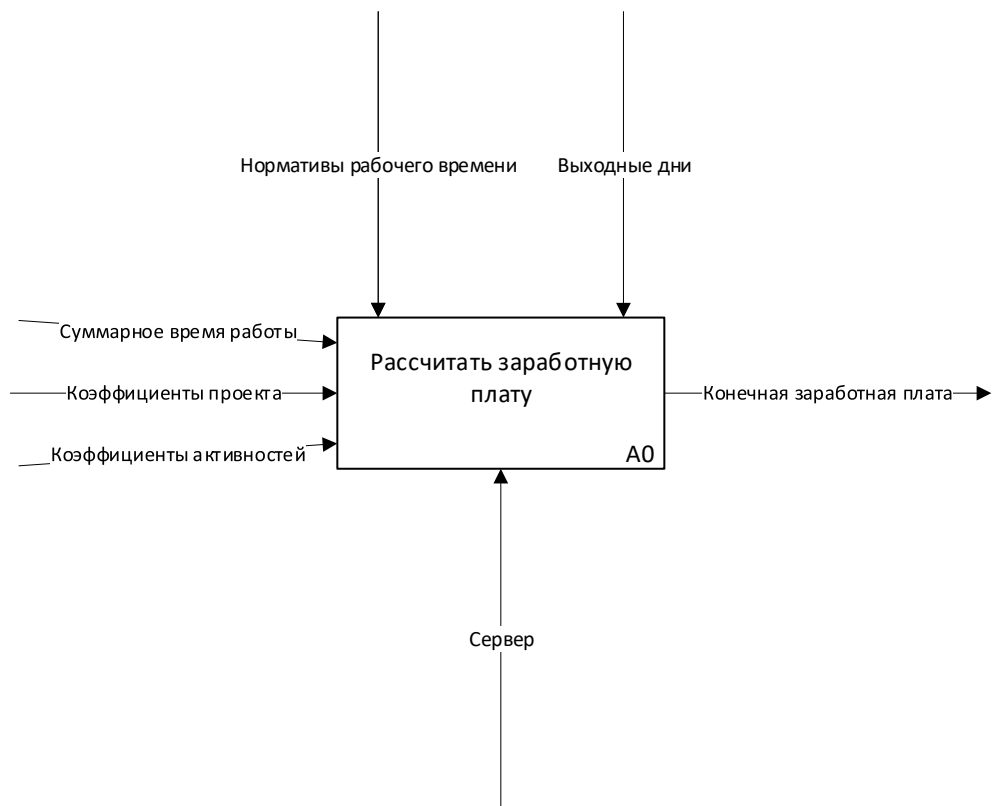 Нормативы рабочего времени
Выходные дни
Суммарное время работы
Рассчитать заработную
плату
Коэффициенты проекта
Конечная заработная плата
Коэффициенты активностей
A0
Сервер